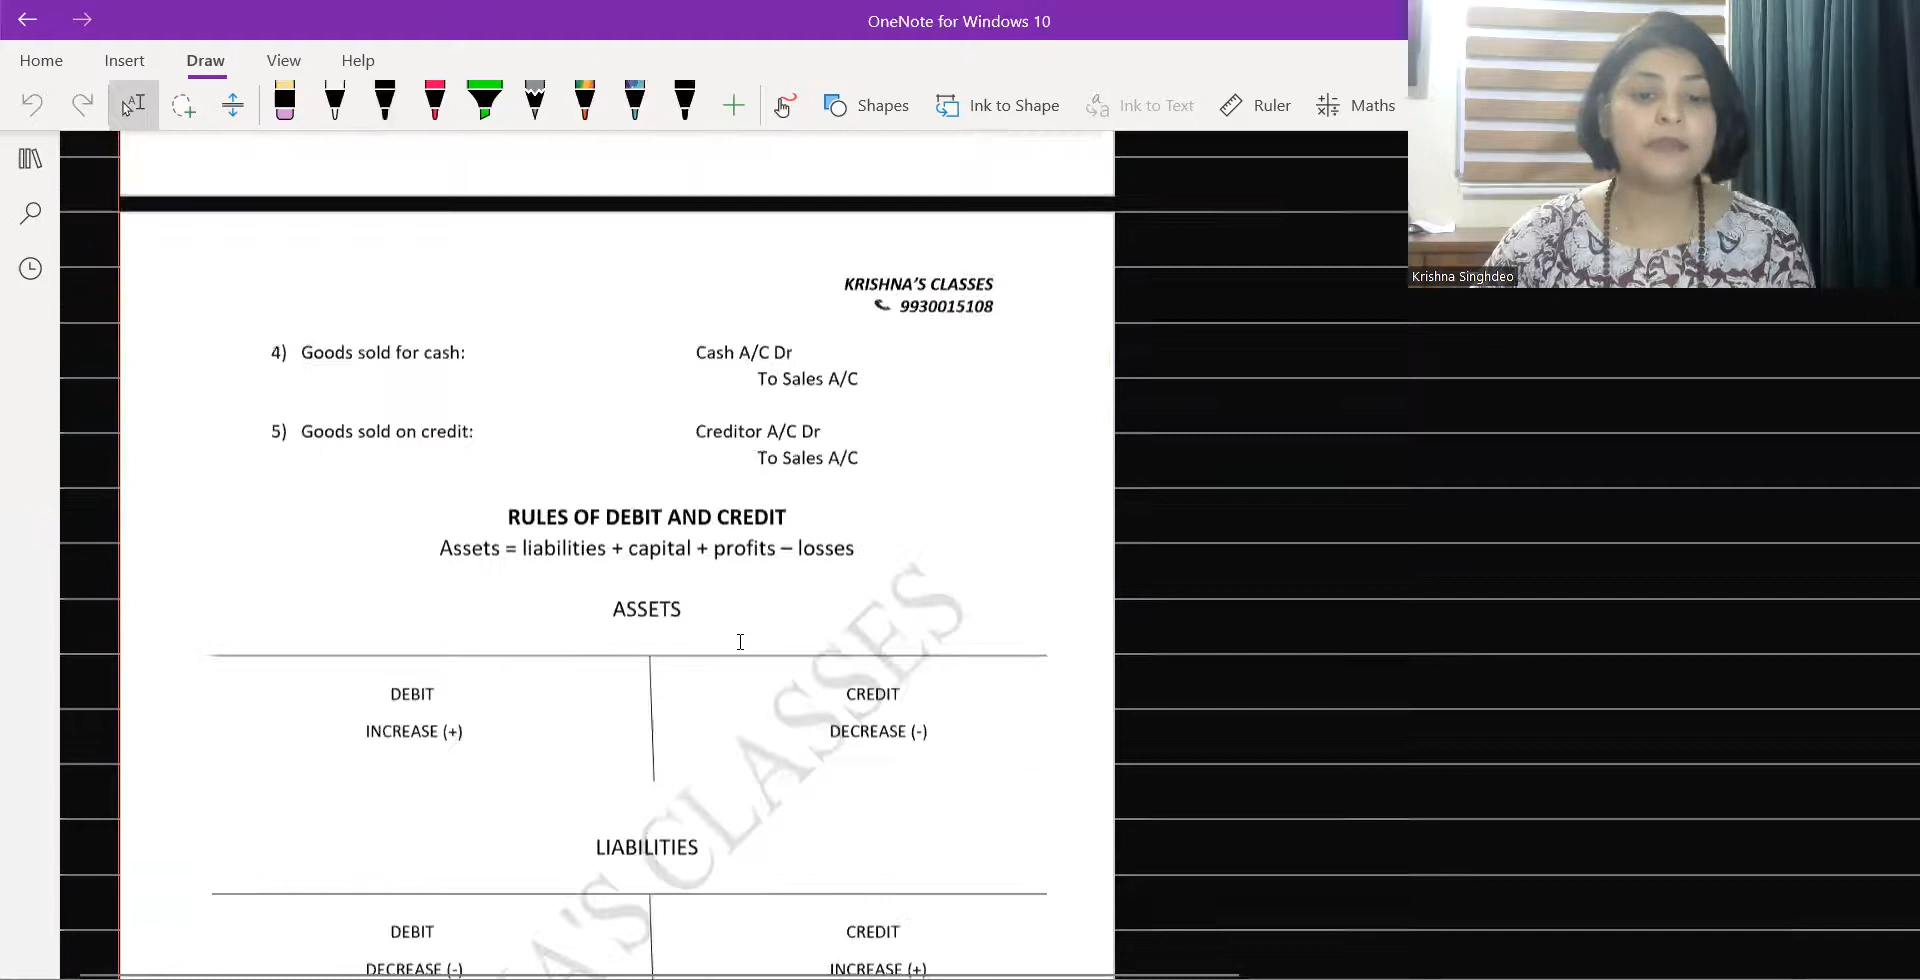 OneNote for Windows 10
Home Insert Draw View Help
Shapes Ink to Shape Ink to Text Ruler Maths
Krishna Singhdeo
KRISHNA’S CLASSES
9930015108
4) Goods sold for cash: Cash A/C Dr
To Sales A/C
5) Goods sold on credit: Creditor A/C Dr
To Sales A/C
RULES OF DEBIT AND CREDIT
Assets = liabilities + capital + profits – losses
ASSETS
DEBIT CREDIT
INCREASE (+) DECREASE (-)
LIABILITIES
DEBIT CREDIT
DECREASE (-) INCREASE (+)
A'S CLASSES